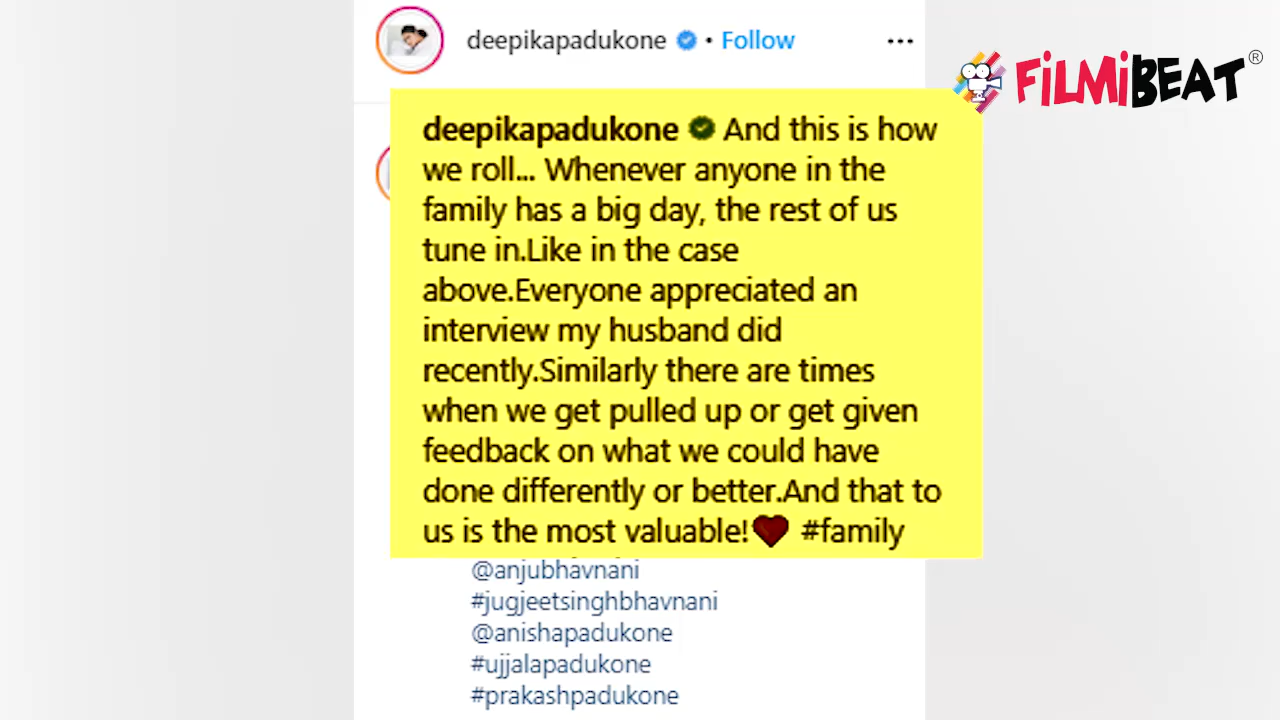 deepikapadukone • Follow ...
FiLMiBEAT®
deepikapadukone And this is how
we roll... Whenever anyone in the
family has a big day, the rest of us
tune in.Like in the case
above.Everyone appreciated an
interview my husband did
recently.Similarly there are times
when we get pulled up or get given
feedback on what we could have
done differently or better.And that to
us is the most valuable!❤ #family
@anjubhavnani
#jugjeetsinghbhavnani
@anishapadukone
#ujjalapadukone
#prakashpadukone